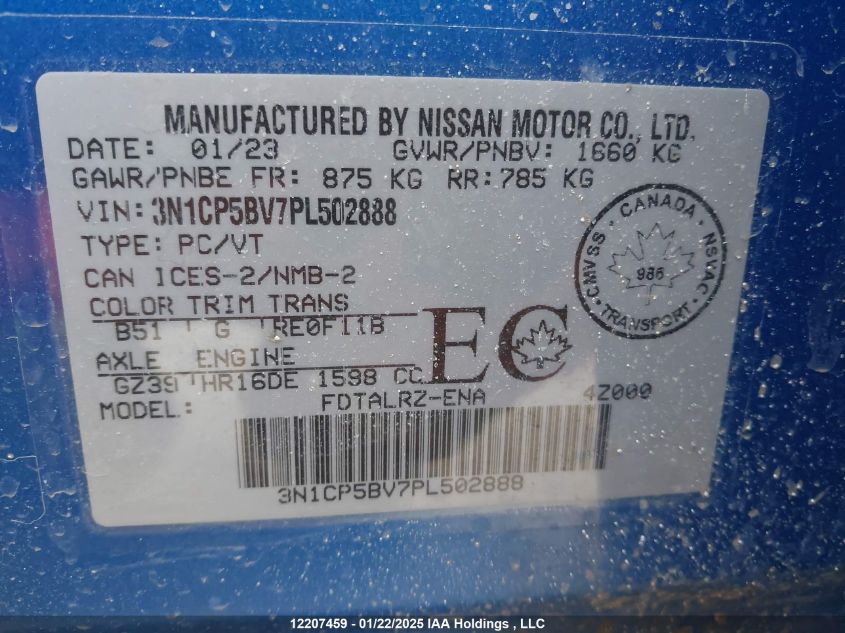 MANUFACTURED BY NISSAN MOTOR CO., LTD.
DATE: 01/23 GVWR/PNBV: 1660 KG
GAWR/PNBE FR: 875 KG RR: 785 KG
VIN: 3N1CP5BV7PL502888
TYPE: PC/VT
CAN ICES-2/NMB-2
COLOR TRIM TRANS
B51 G RE0F11B
AXLE ENGINE
GZ39 HR16DE 1598 CC
EC
CMVSS · CANADA · NSVAC
986
TRANSPORT
MODEL: FDTALRZ-ENA 4Z000
3N1CP5BV7PL502888
12207459 - 01/22/2025 IAA Holdings , LLC